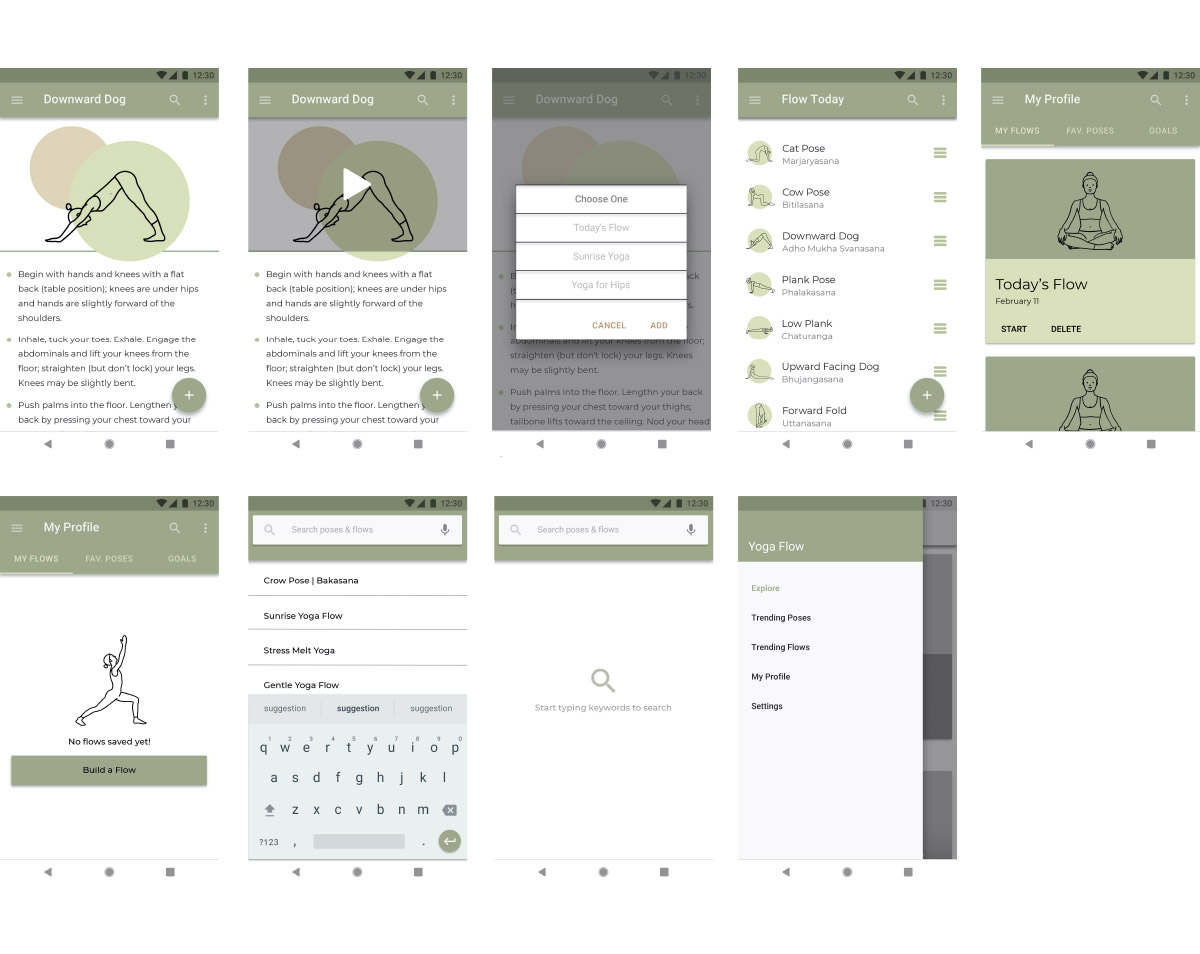 12:30
Downward Dog
Begin with hands and knees with a flat
back (table position); knees are under hips
and hands are slightly forward of the
shoulders.
Inhale, tuck your toes. Exhale. Engage the
abdominals and lift your knees from the
floor; straighten (but don't lock) your legs.
Knees may be slightly bent.
Push palms into the floor. Lengthen
back by pressing your chest toward your
+
12:30
Downward Dog
Begin with hands and knees with a flat
back (table position); knees are under hips
and hands are slightly forward of the
shoulders.
Inhale, tuck your toes. Exhale. Engage the
abdominals and lift your knees from the
floor; straighten (but don't lock) your legs.
Knees may be slightly bent.
Push palms into the floor. Lengthen
back by pressing your chest toward your
+
12:30
Downward Dog
Choose One
Today's Flow
Sunrise Yoga
Yoga for Hips
CANCEL ADD
abdominals and lift your knees from the floor;
straighten (but don't lock) your legs. Knees
may be slightly bent.
Push palms into the floor. Lengthn your back
by pressing your chest toward your thighs;
tailbone lifts toward the ceiling. Nod your head
12:30
Flow Today
Cat Pose
Marjaryasana
Cow Pose
Bitilasana
Downward Dog
Adho Mukha Svanasana
Plank Pose
Phalakasana
Low Plank
Chaturanga
Upward Facing Dog
Bhujangasana
Forward Fold
Uttanasana
+
12:30
My Profile
MY FLOWS FAV. POSES GOALS
Today's Flow
February 11
START DELETE
12:30
My Profile
MY FLOWS FAV. POSES GOALS
No flows saved yet!
Build a Flow
12:30
Search poses & flows
Crow Pose | Bakasana
Sunrise Yoga Flow
Stress Melt Yoga
Gentle Yoga Flow
suggestion suggestion suggestion
1 2 3 4 5 6 7 8 9 0
q w e r t y u i o p
a s d f g h j k l
z x c v b n m
?123 , .
12:30
Search poses & flows
Start typing keywords to search
12:30
Yoga Flow
Explore
Trending Poses
Trending Flows
My Profile
Settings